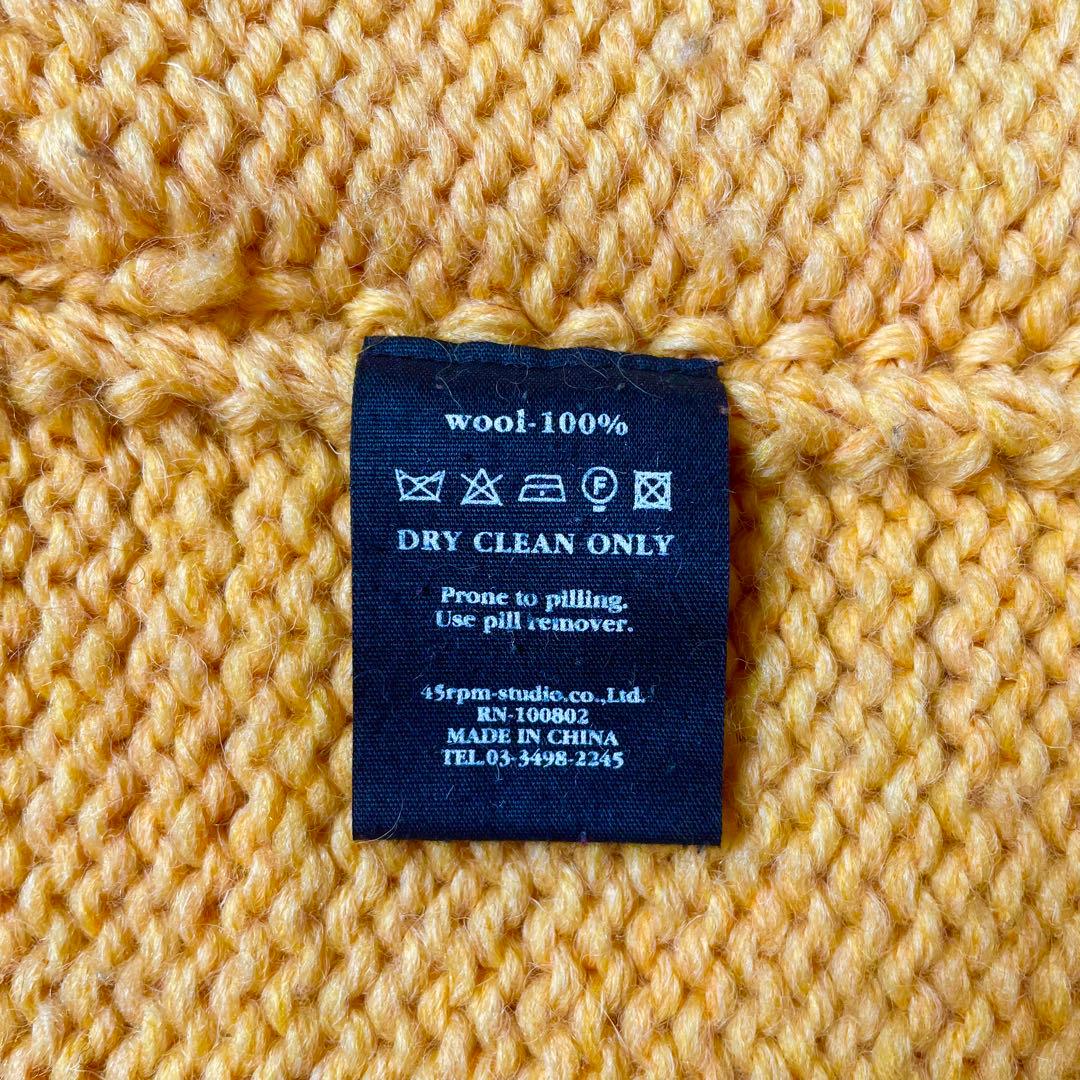 wool-100%
F
DRY CLEAN ONLY
Prone to pilling.
Use pill remover.
45rpm-studio.co.,Ltd.
RN-100802
MADE IN CHINA
TEL.03-3498-2245